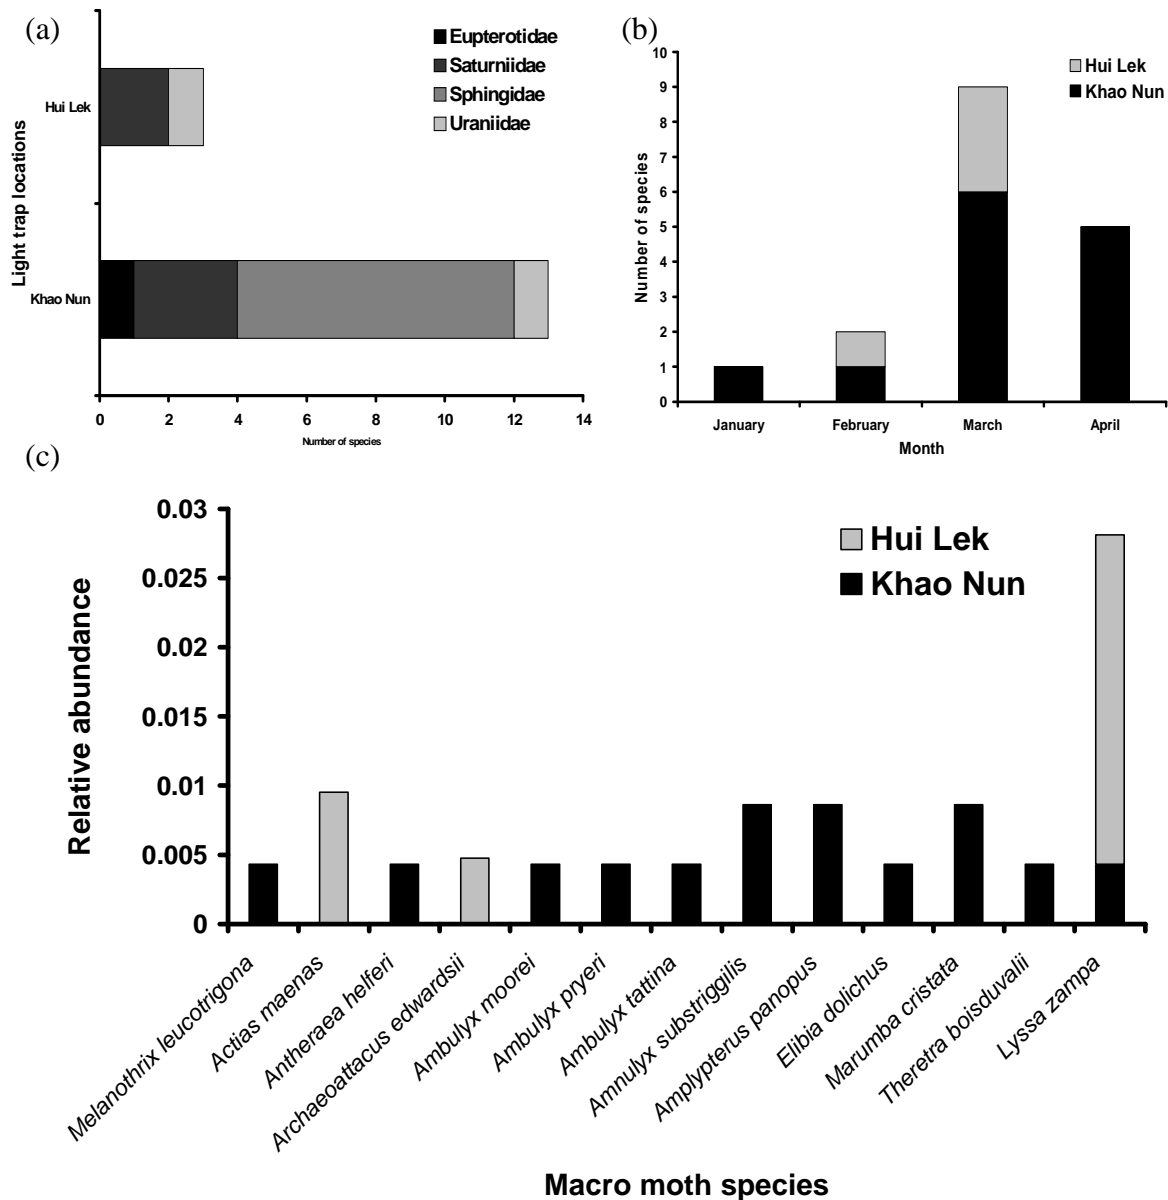 (a)
Eupterotidae
Saturniidae
Sphingidae
Uraniidae
Light trap locations
Hui Lek
Khao Nun
0 2 4 6 8 10 12 14
Number of species
(b)
Hui Lek
Khao Nun
Number of species
10
9
8
7
6
5
4
3
2
1
0
January February March April
Month
(c)
Hui Lek
Khao Nun
Relative abundance
0.03
0.025
0.02
0.015
0.01
0.005
0
Melanothrix leucotrigona
Actias maenas
Antheraea helferi
Archaeoattacus edwardsii
Ambulyx moorei
Ambulyx pryeri
Ambulyx tattina
Amnulyx substriggilis
Amplypterus panopus
Elibia dolichus
Marumba cristata
Theretra boisduvalii
Lyssa zampa
Macro moth species